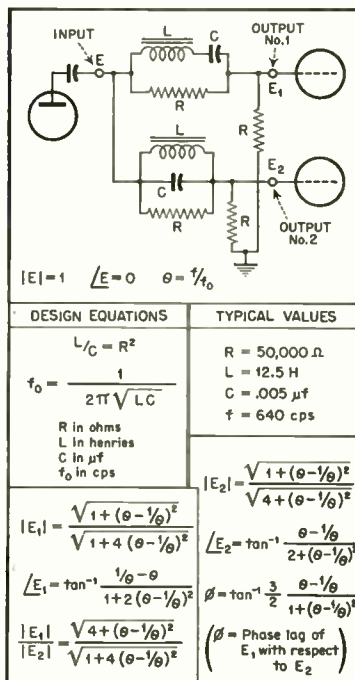 INPUT
E
L
C
R
OUTPUT
No.1
E₁
R
L
C
R
R
E₂
OUTPUT
No.2
|E|=1 ∠E=0 θ=f/f₀
DESIGN EQUATIONS
L/C = R²
f₀ = 1/(2π√LC)
R in ohms
L in henries
C in µf
f₀ in cps
TYPICAL VALUES
R = 50,000 Ω
L = 12.5 H
C = .005 µf
f = 640 cps
|E₁| = √(1+(θ-1/θ)²) / √(1+4(θ-1/θ)²)
∠E₁ = tan⁻¹ (1/θ-θ) / (1+2(θ-1/θ)²)
|E₁|/|E₂| = √(4+(θ-1/θ)²) / √(1+4(θ-1/θ)²)
|E₂| = √(1+(θ-1/θ)²) / √(4+(θ-1/θ)²)
∠E₂ = tan⁻¹ (θ-1/θ) / (2+(θ-1/θ)²)
ø = tan⁻¹ 3/2 (θ-1/θ) / (1+(θ-1/θ)²)
(ø = Phase lag of
E₁ with respect
to E₂)